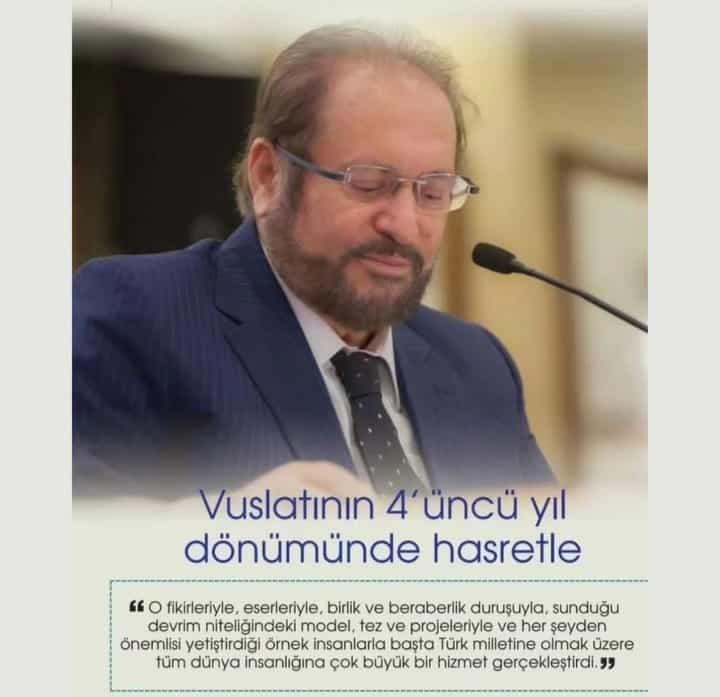 Vuslatının 4'üncü yıl
dönümünde hasretle
“ O fikirleriyle, eserleriyle, birlik ve beraberlik duruşuyla, sunduğu
devrim niteliğindeki model, tez ve projeleriyle ve her şeyden
önemlisi yetiştirdiği örnek insanlarla başta Türk milletine olmak üzere
tüm dünya insanlığına çok büyük bir hizmet gerçekleştirdi. ”